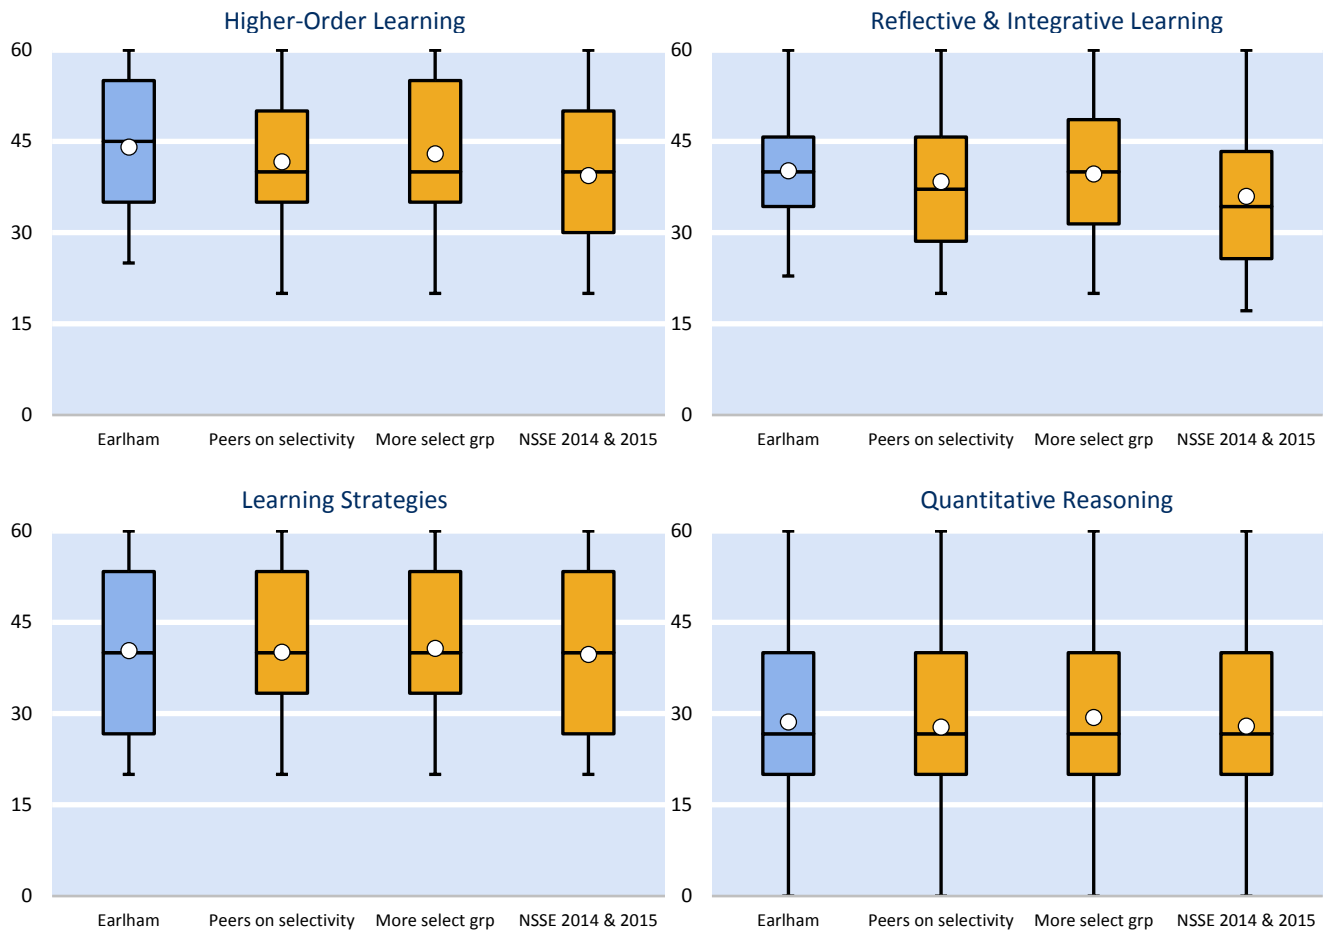 Higher-Order Learning
60
45
30
15
0
Earlham Peers on selectivity More select grp NSSE 2014 & 2015
Reflective & Integrative Learning
60
45
30
15
0
Earlham Peers on selectivity More select grp NSSE 2014 & 2015
Learning Strategies
60
45
30
15
0
Earlham Peers on selectivity More select grp NSSE 2014 & 2015
Quantitative Reasoning
60
45
30
15
0
Earlham Peers on selectivity More select grp NSSE 2014 & 2015